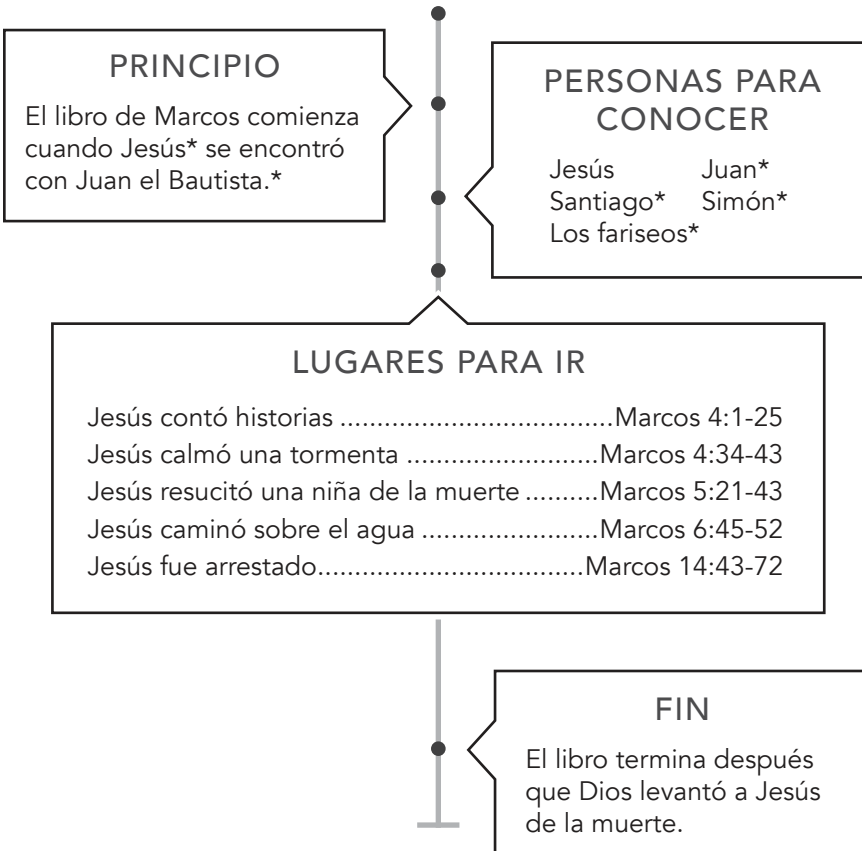 PRINCIPIO
El libro de Marcos comienza
cuando Jesús* se encontró
con Juan el Bautista.*
PERSONAS PARA
CONOCER
Jesús Juan*
Santiago* Simón*
Los fariseos*
LUGARES PARA IR
Jesús contó historias .....................................Marcos 4:1-25
Jesús calmó una tormenta ..........................Marcos 4:34-43
Jesús resucitó una niña de la muerte ..........Marcos 5:21-43
Jesús caminó sobre el agua ........................Marcos 6:45-52
Jesús fue arrestado....................................Marcos 14:43-72
FIN
El libro termina después
que Dios levantó a Jesús
de la muerte.